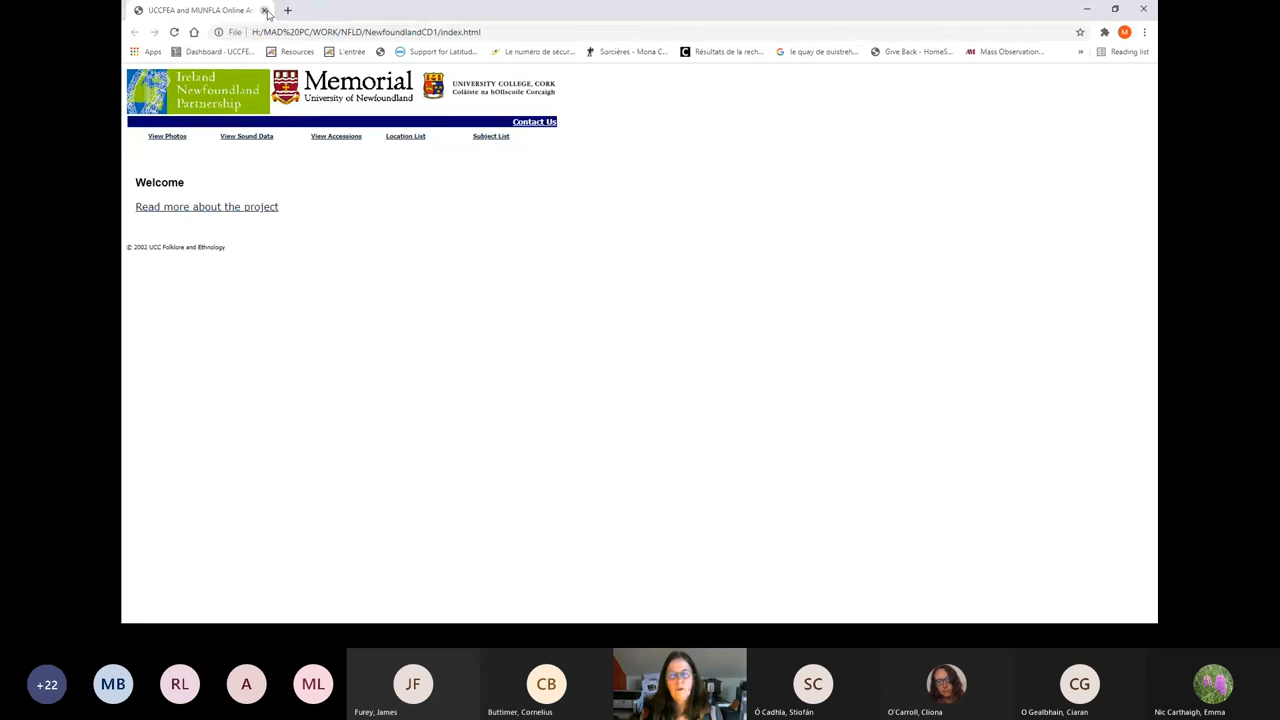 UCCFEA and MUNFLA Online A
File H:/MAD%20PC/WORK/NFLD/NewfoundlandCD1/index.html
Apps Dashboard · UCCFE... Resources L'entrée Support for Latitud... Le numéro de sécur... Sorcières – Mona C... Résultats de la rech... le quay de ouistreh... Give Back - HomeS... Mass Observation... » Reading list
M
Ireland
Newfoundland
Partnership
Memorial
University of Newfoundland
UNIVERSITY COLLEGE, CORK
Coláiste na hOllscoile Corcaigh
Contact Us
View Photos View Sound Data View Accessions Location List Subject List
Welcome
Read more about the project
© 2002 UCC Folklore and Ethnology
+22 MB RL A ML JF CB SC CG
Furey, James Buttimer, Cornelius Ó Cadhla, Stiofán O'Carroll, Cliona O Gealbhain, Ciaran Nic Carthaigh, Emma